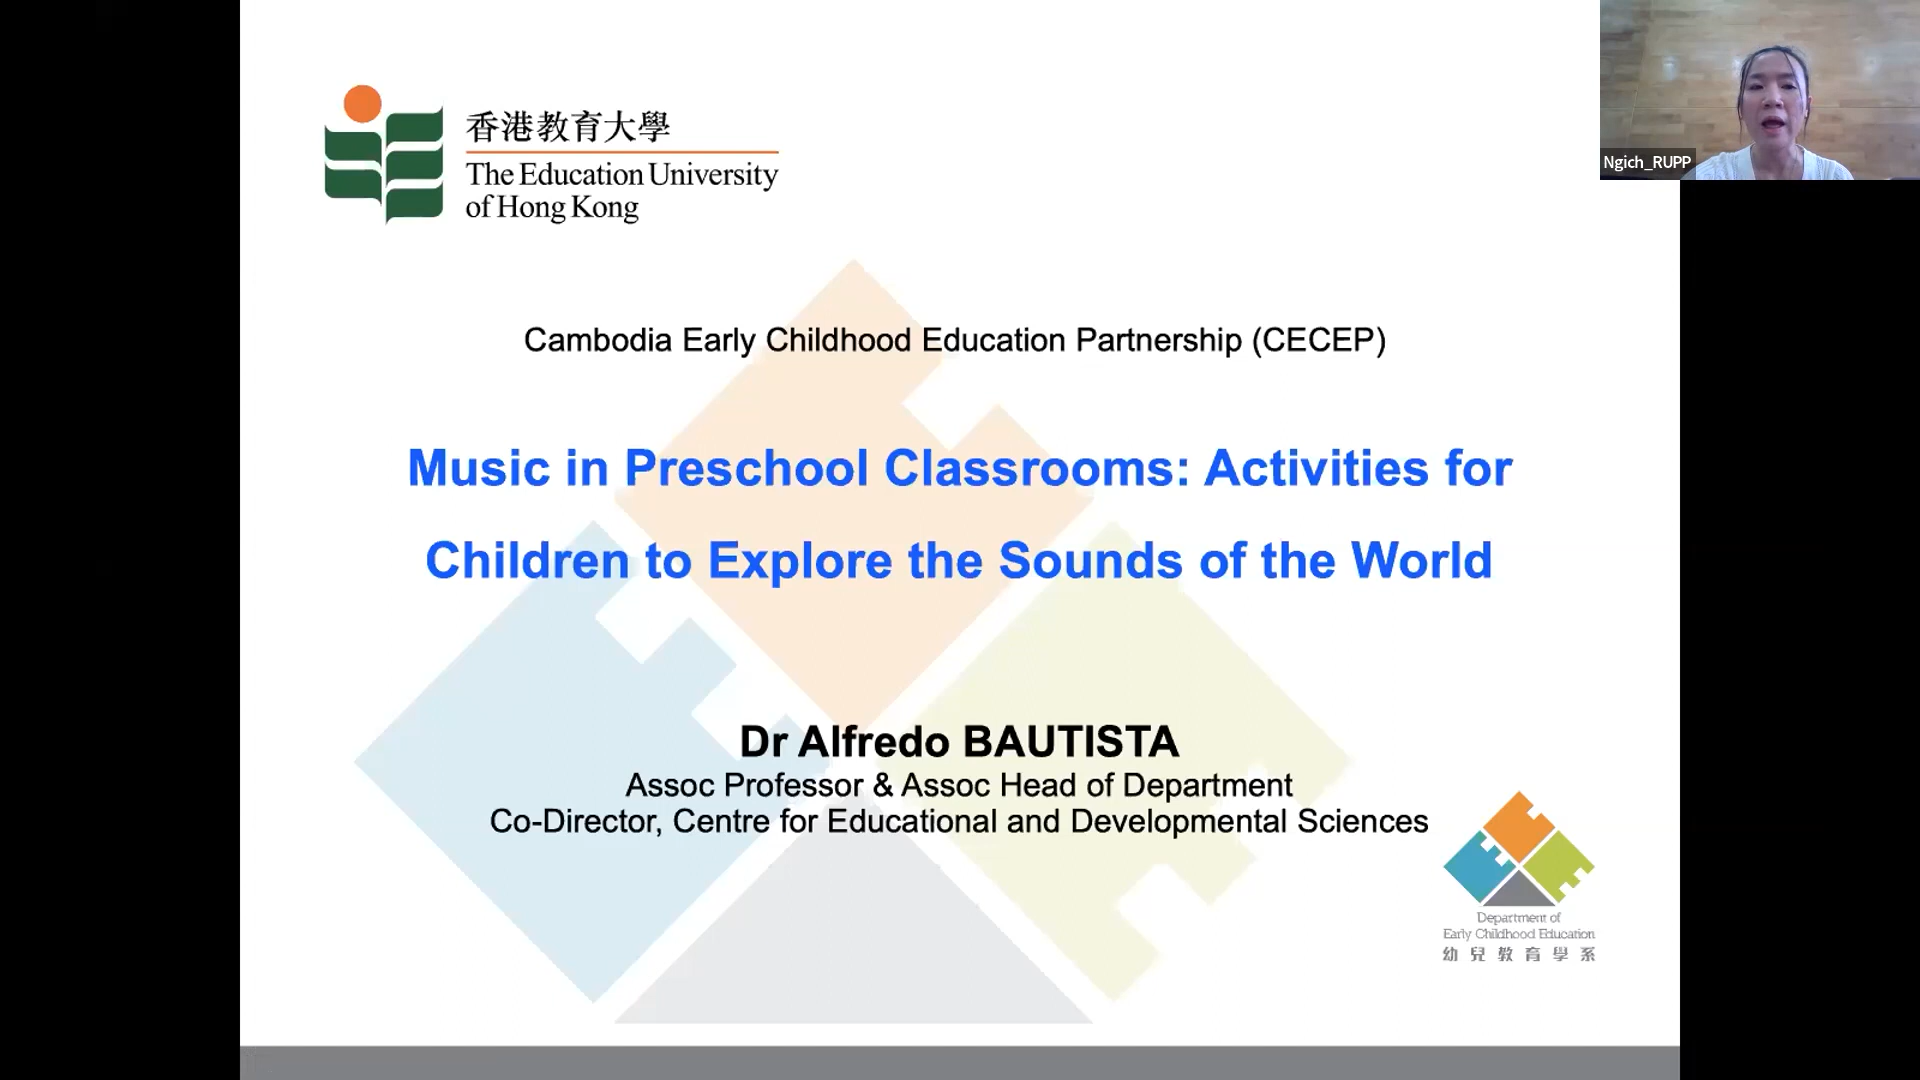 香港教育大學
The Education University
of Hong Kong
Ngich_RUPP
Cambodia Early Childhood Education Partnership (CECEP)
Music in Preschool Classrooms: Activities for
Children to Explore the Sounds of the World
Dr Alfredo BAUTISTA
Assoc Professor & Assoc Head of Department
Co-Director, Centre for Educational and Developmental Sciences
Department of
Early Childhood Education
幼兒教育學系